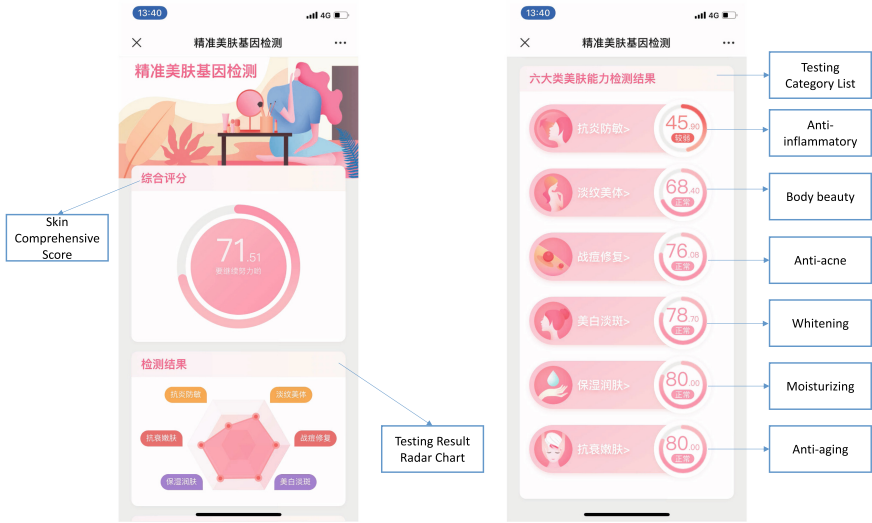 13:40
4G
精准美肤基因检测
精准美肤基因检测
综合评分
71.51
要继续努力哟
Skin
Comprehensive
Score
检测结果
抗炎防敏
淡纹美体
抗衰嫩肤
战痘修复
保湿润肤
美白淡斑
Testing Result
Radar Chart
13:40
4G
精准美肤基因检测
六大类美肤能力检测结果
Testing
Category List
抗炎防敏>
45.90
较弱
Anti-
inflammatory
淡纹美体>
68.40
正常
Body beauty
战痘修复>
76.08
正常
Anti-acne
美白淡斑>
78.70
正常
Whitening
保湿润肤>
80.00
正常
Moisturizing
抗衰嫩肤>
80.00
正常
Anti-aging